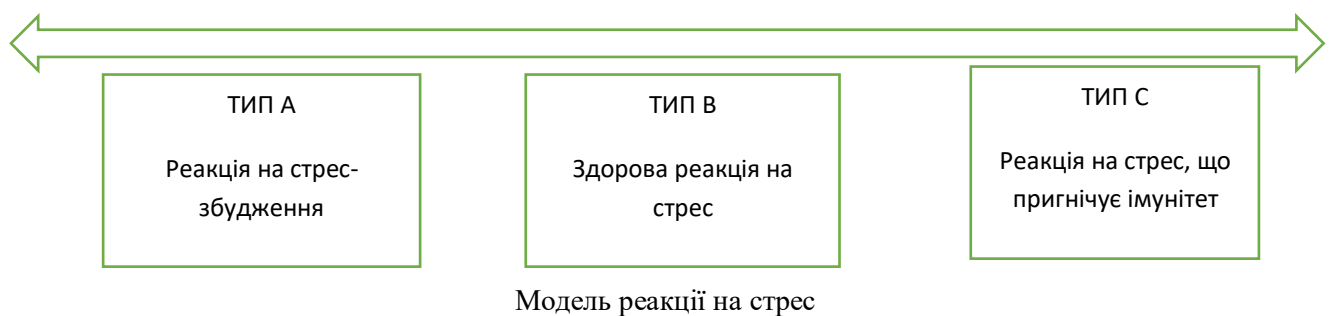 ТИП А
Реакція на стрес-
збудження
ТИП В
Здорова реакція на
стрес
ТИП С
Реакція на стрес, що
пригнічує імунітет
Модель реакції на стрес